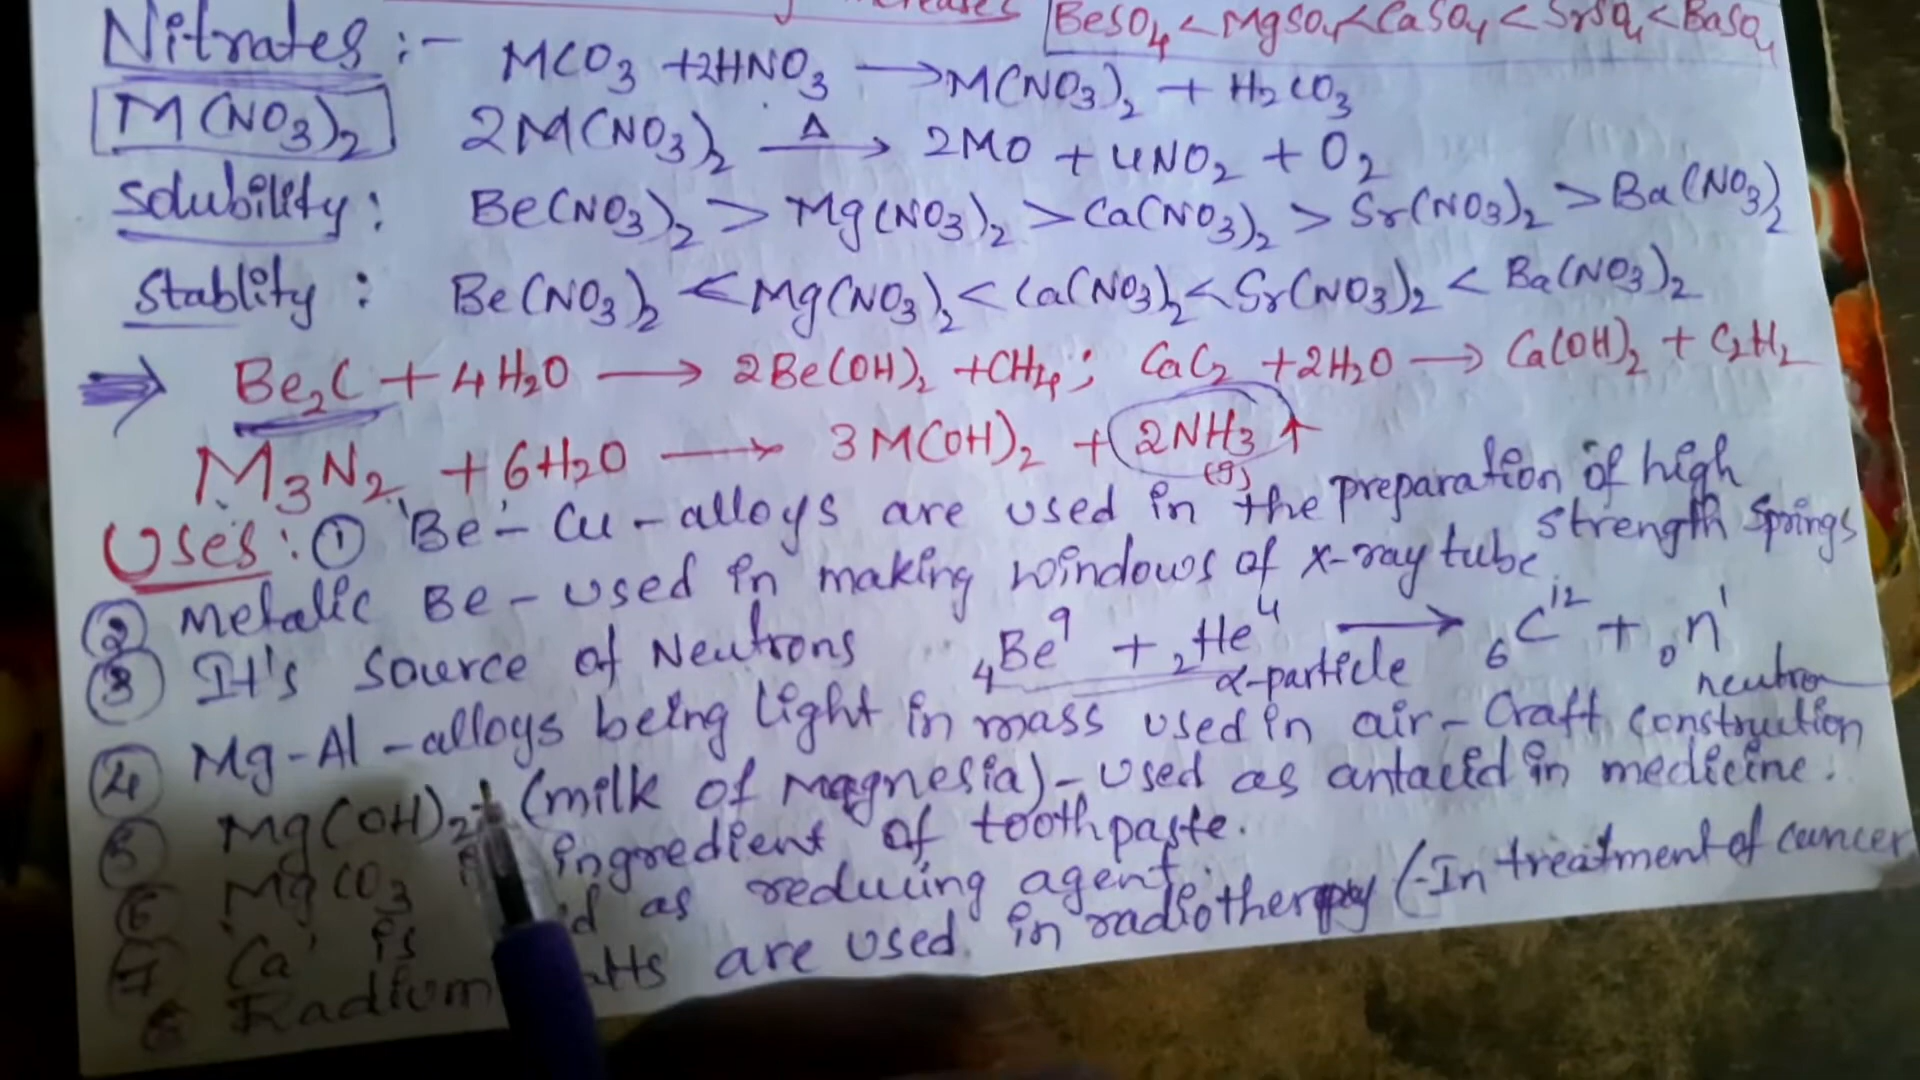 increases BeSO4 < MgSO4 < CaSO4 < SrSO4 < BaSO4
Nitrates :- MCO3 + 2HNO3 → M(NO3)2 + H2CO3
M(NO3)2 2M(NO3)2 —Δ→ 2MO + 4NO2 + O2
Solubility : Be(NO3)2 > Mg(NO3)2 > Ca(NO3)2 > Sr(NO3)2 > Ba(NO3)2
Stablity : Be(NO3)2 < Mg(NO3)2 < Ca(NO3)2 < Sr(NO3)2 < Ba(NO3)2
⇒ Be2C + 4H2O → 2Be(OH)2 + CH4 ; CaC2 + 2H2O → Ca(OH)2 + C2H2
M3N2 + 6H2O → 3M(OH)2 + 2NH3 ↑ (g)
Uses : ① 'Be' - Cu - alloys are used in the preparation of high strength springs
② Metalic Be - used in making windows of x-ray tube
③ It's source of Neutrons 4Be9 + 2He4 → 6C12 + 0n1
α-particle neutron
④ Mg-Al - alloys being light in mass used in air-craft construction
⑤ Mg(OH)2 - (milk of magnesia) - used as antacid in medicine.
⑥ MgCO3 ingredient of toothpaste.
⑦ 'Ca' is as reducing agent.
8 Radium are used in radiotherapy (-In treatment of cancer